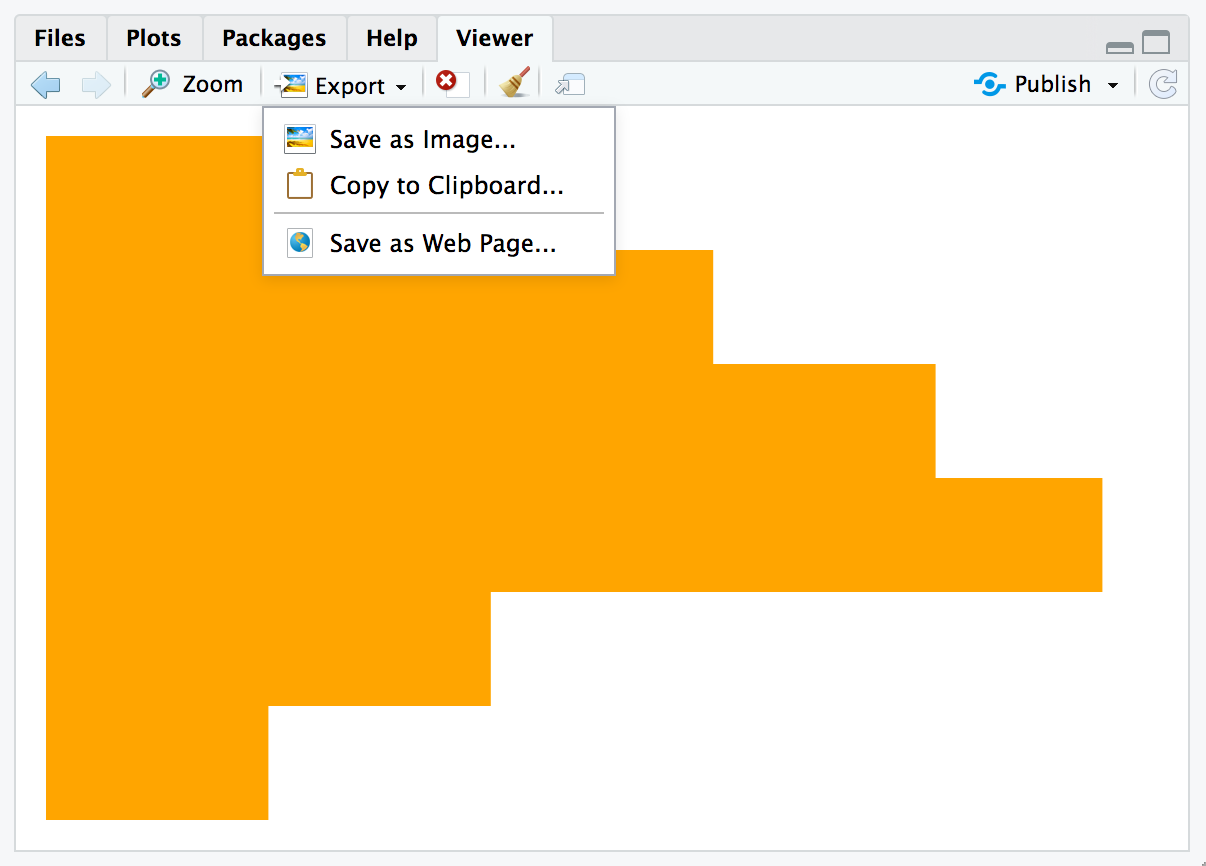 Files Plots Packages Help Viewer
Zoom Export Publish
Save as Image...
Copy to Clipboard...
Save as Web Page...